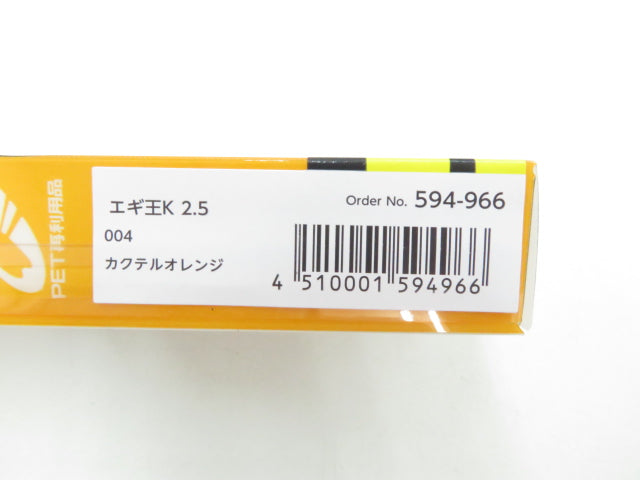 PET再利用品
エギ王K 2.5
004
カクテルオレンジ
Order No. 594-966
4 510001 594966